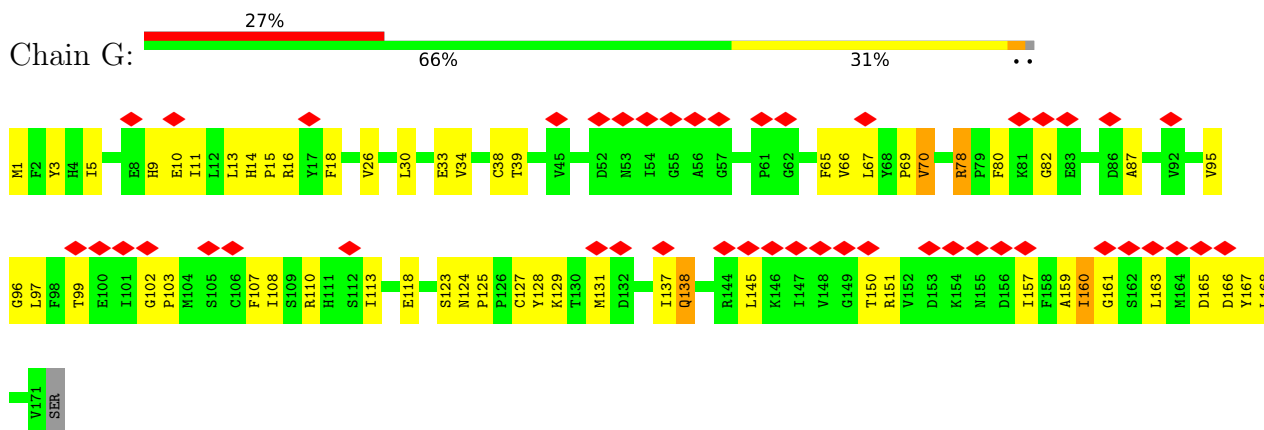 27%
Chain G:
66% 31% • •
M1 F2 Y3 H4 I5 E8 H9 E10 I11 L12 L13 H14 P15 R16 Y17 F18 V26 L30 E33 V34 C38 T39 V45 D52 N53 I54 G55 A56 G57 P61 G62 F65 V66 L67 Y68 P69 V70 R78 P79 F80 K81 G82 E83 D86 A87 V92 V95
G96 L97 F98 T99 E100 I101 G102 P103 M104 S105 G106 F107 I108 S109 R110 H111 S112 I113 E118 S123 N124 P125 P126 C127 Y128 K129 T130 M131 D132 I137 Q138 R144 L145 K146 I147 V148 G149 T150 R151 V152 D153 K154 N155 D156 I157 F158 A159 I160 G161 S162 L163 M164 D165 D166 Y167 L168
V171 SER